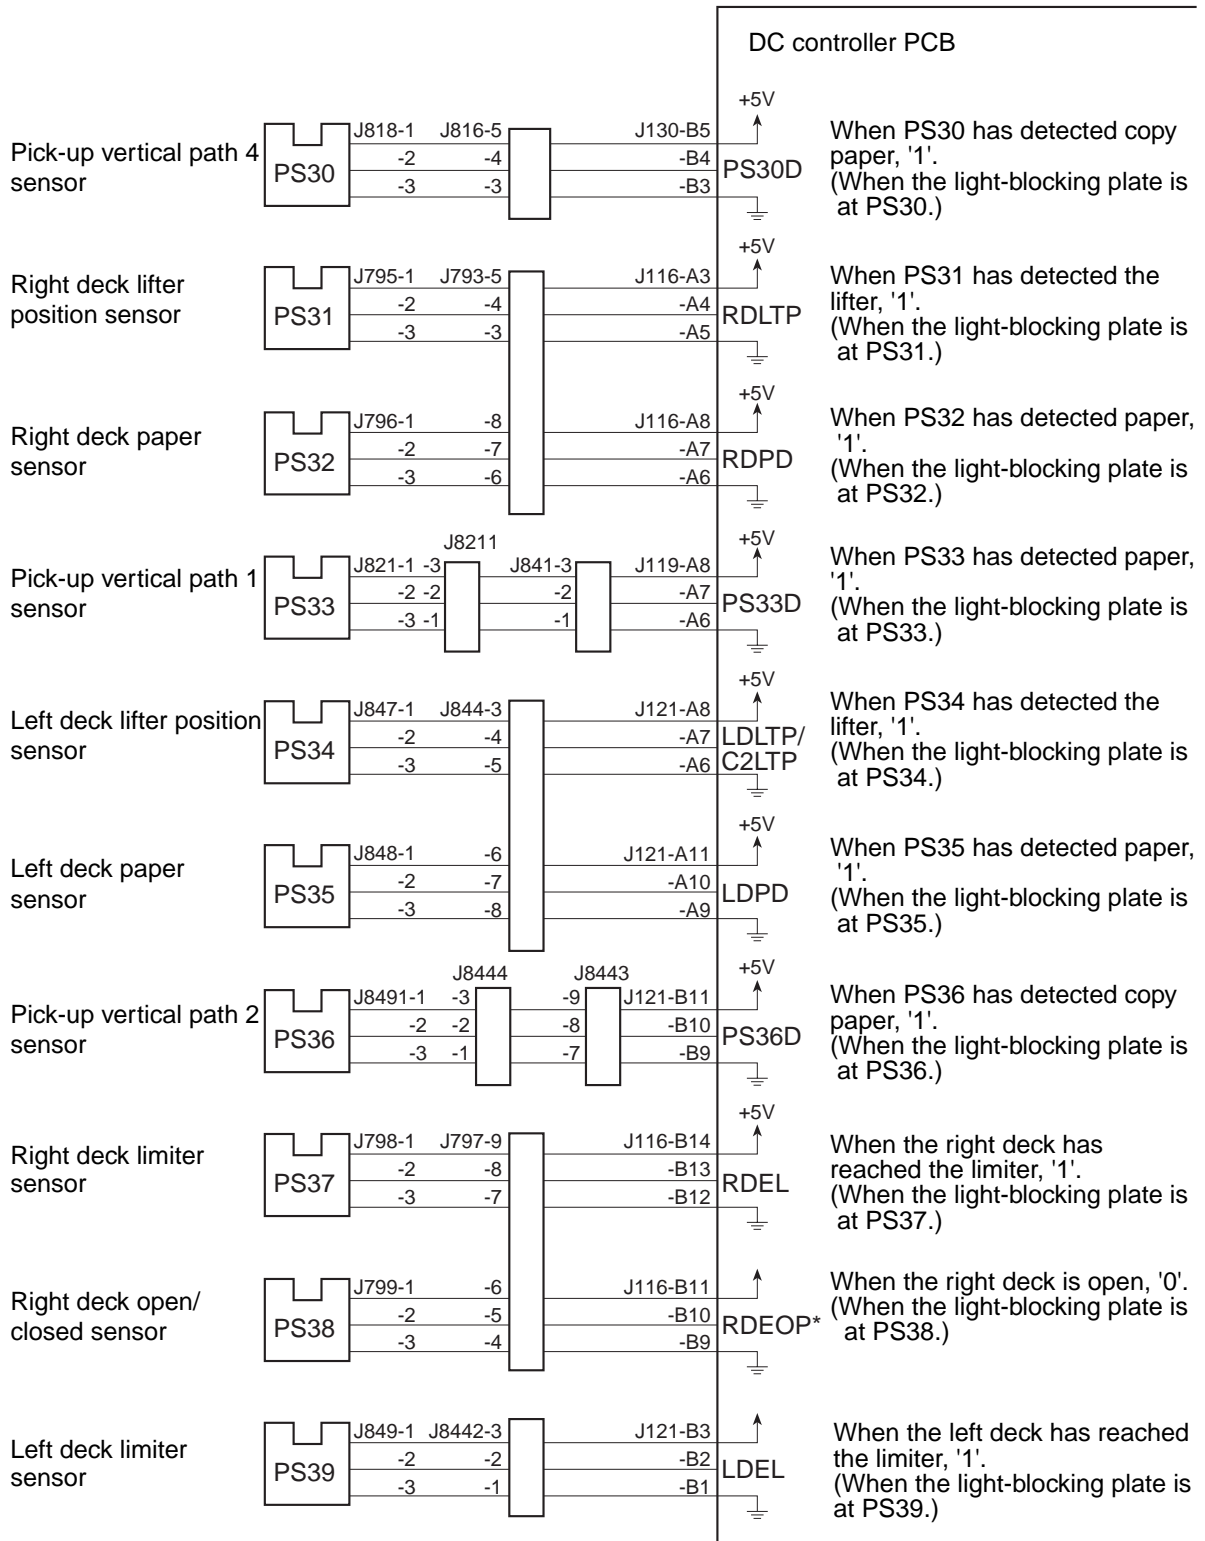 DC controller PCB
Pick-up vertical path 4
sensor
PS30
J818-1 J816-5 J130-B5
-2 -4 -B4
-3 -3 -B3
+5V
PS30D
When PS30 has detected copy
paper, '1'.
(When the light-blocking plate is
at PS30.)
Right deck lifter
position sensor
PS31
J795-1 J793-5 J116-A3
-2 -4 -A4
-3 -3 -A5
+5V
RDLTP
When PS31 has detected the
lifter, '1'.
(When the light-blocking plate is
at PS31.)
Right deck paper
sensor
PS32
J796-1 -8 J116-A8
-2 -7 -A7
-3 -6 -A6
+5V
RDPD
When PS32 has detected paper,
'1'.
(When the light-blocking plate is
at PS32.)
Pick-up vertical path 1
sensor
PS33
J8211
J821-1 -3 J841-3 J119-A8
-2 -2 -2 -A7
-3 -1 -1 -A6
+5V
PS33D
When PS33 has detected paper,
'1'.
(When the light-blocking plate is
at PS33.)
Left deck lifter position
sensor
PS34
J847-1 J844-3 J121-A8
-2 -4 -A7
-3 -5 -A6
+5V
LDLTP/
C2LTP
When PS34 has detected the
lifter, '1'.
(When the light-blocking plate is
at PS34.)
Left deck paper
sensor
PS35
J848-1 -6 J121-A11
-2 -7 -A10
-3 -8 -A9
+5V
LDPD
When PS35 has detected paper,
'1'.
(When the light-blocking plate is
at PS35.)
Pick-up vertical path 2
sensor
PS36
J8444 J8443
J8491-1 -3 -9 J121-B11
-2 -2 -8 -B10
-3 -1 -7 -B9
+5V
PS36D
When PS36 has detected copy
paper, '1'.
(When the light-blocking plate is
at PS36.)
Right deck limiter
sensor
PS37
J798-1 J797-9 J116-B14
-2 -8 -B13
-3 -7 -B12
+5V
RDEL
When the right deck has
reached the limiter, '1'.
(When the light-blocking plate is
at PS37.)
Right deck open/
closed sensor
PS38
J799-1 -6 J116-B11
-2 -5 -B10
-3 -4 -B9
RDEOP*
When the right deck is open, '0'.
(When the light-blocking plate is
at PS38.)
Left deck limiter
sensor
PS39
J849-1 J8442-3 J121-B3
-2 -2 -B2
-3 -1 -B1
LDEL
When the left deck has reached
the limiter, '1'.
(When the light-blocking plate is
at PS39.)